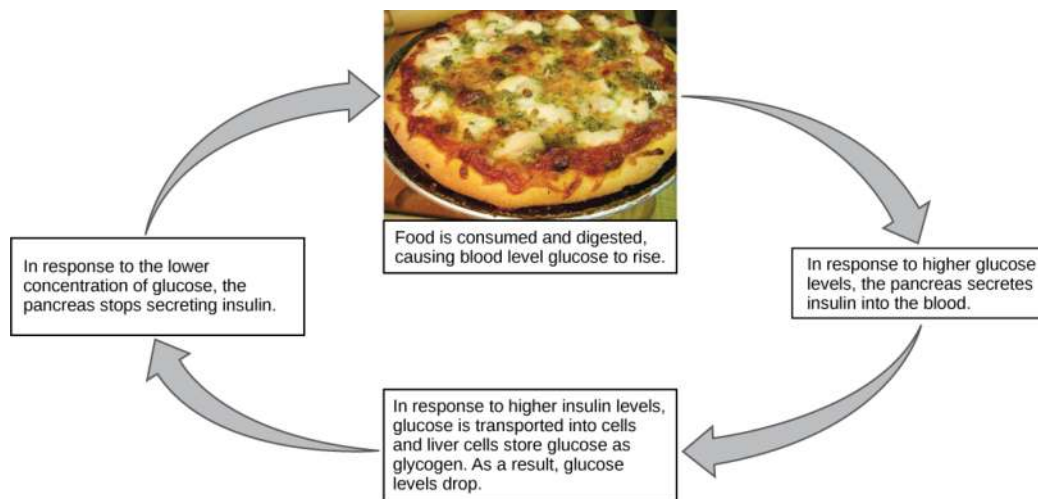 Food is consumed and digested,
causing blood level glucose to rise.
In response to higher glucose
levels, the pancreas secretes
insulin into the blood.
In response to higher insulin levels,
glucose is transported into cells
and liver cells store glucose as
glycogen. As a result, glucose
levels drop.
In response to the lower
concentration of glucose, the
pancreas stops secreting insulin.